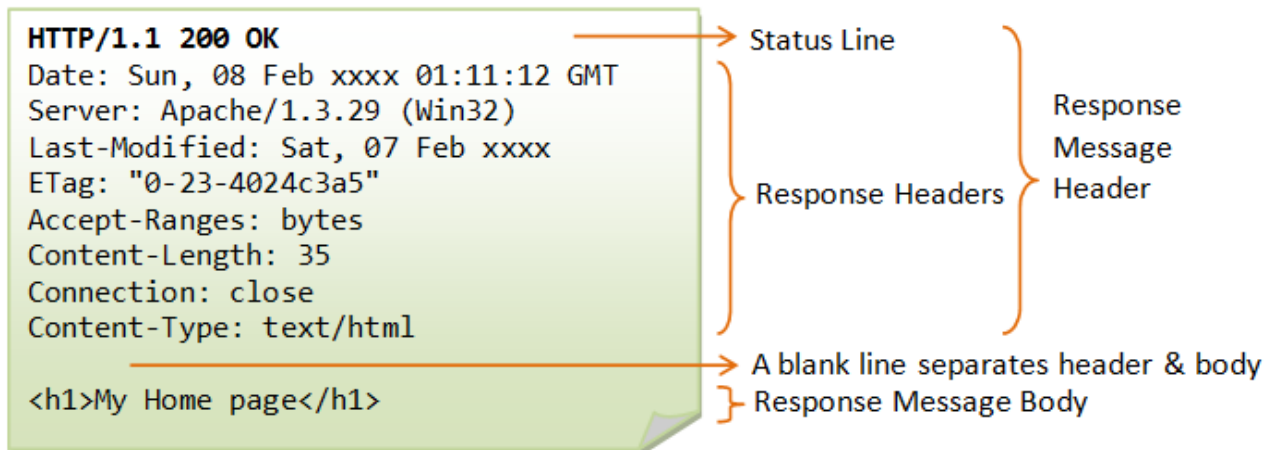 HTTP/1.1 200 OK
Date: Sun, 08 Feb xxxx 01:11:12 GMT
Server: Apache/1.3.29 (Win32)
Last-Modified: Sat, 07 Feb xxxx
ETag: "0-23-4024c3a5"
Accept-Ranges: bytes
Content-Length: 35
Connection: close
Content-Type: text/html
<h1>My Home page</h1>
Status Line
Response Headers
Response
Message
Header
A blank line separates header & body
Response Message Body